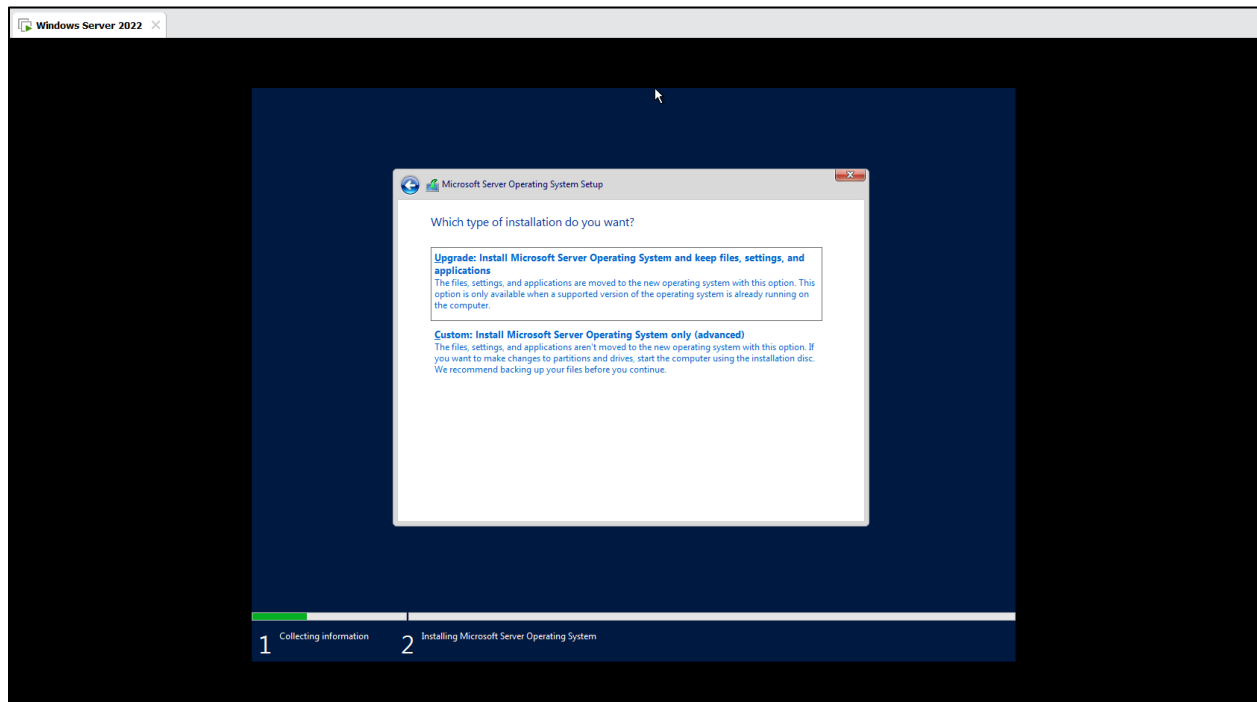 Windows Server 2022
Microsoft Server Operating System Setup
Which type of installation do you want?
Upgrade: Install Microsoft Server Operating System and keep files, settings, and
applications
The files, settings, and applications are moved to the new operating system with this option. This
option is only available when a supported version of the operating system is already running on
the computer.
Custom: Install Microsoft Server Operating System only (advanced)
The files, settings, and applications aren't moved to the new operating system with this option. If
you want to make changes to partitions and drives, start the computer using the installation disc.
We recommend backing up your files before you continue.
1 Collecting information
2 Installing Microsoft Server Operating System